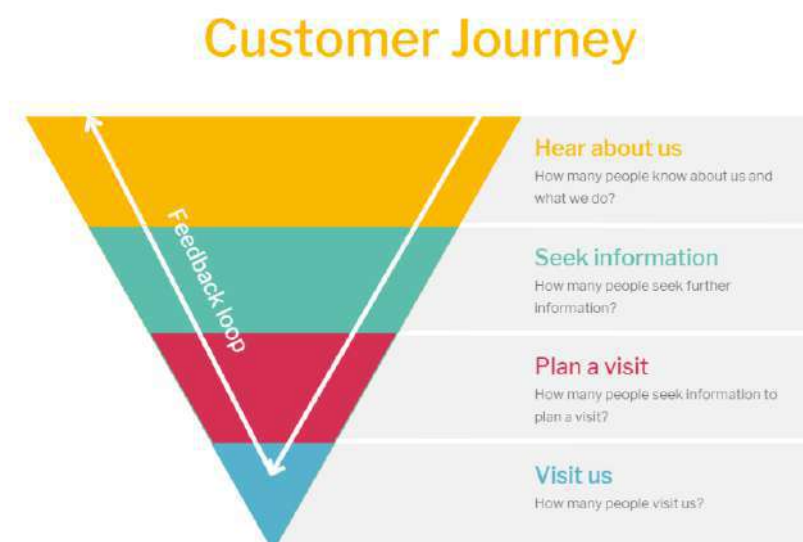 Customer Journey
Feedback loop
Hear about us
How many people know about us and
what we do?
Seek information
How many people seek further
information?
Plan a visit
How many people seek information to
plan a visit?
Visit us
How many people visit us?